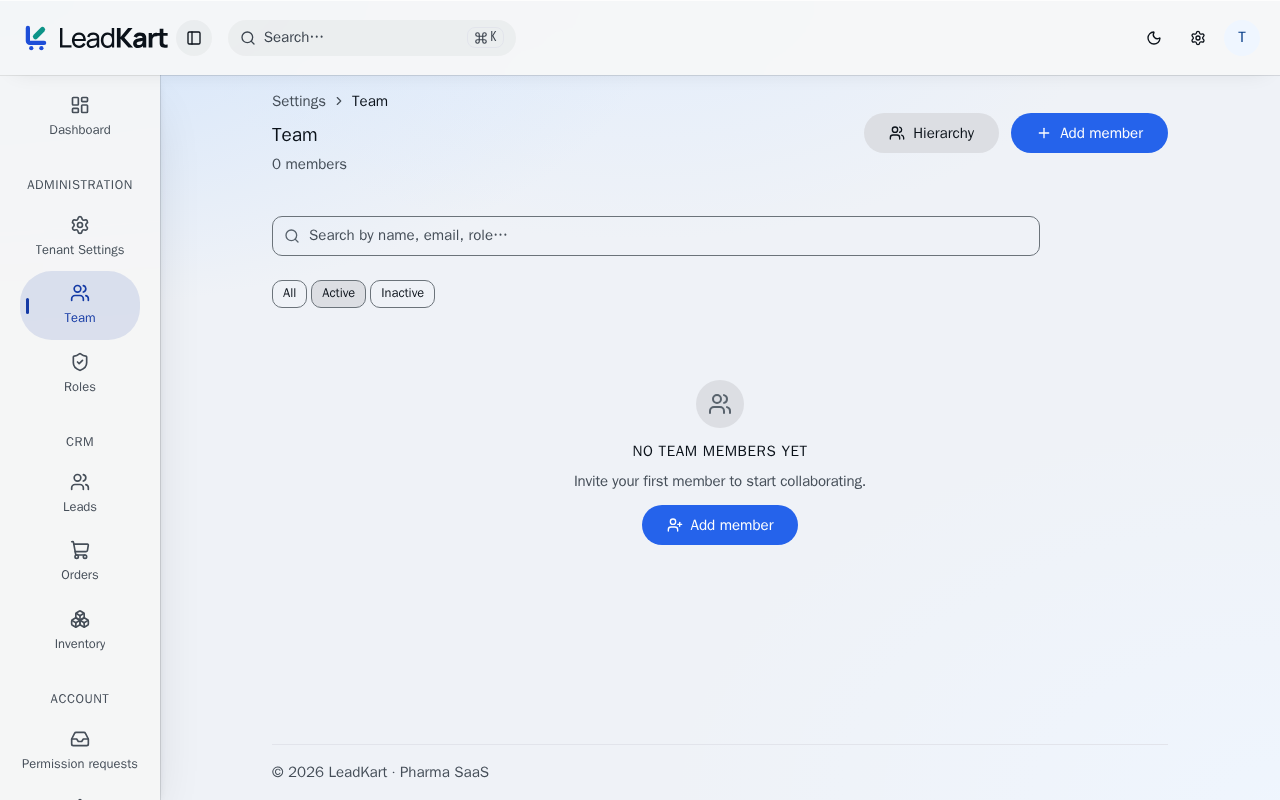 LeadKart
Search… ⌘K
T
Dashboard
ADMINISTRATION
Tenant Settings
Team
Roles
CRM
Leads
Orders
Inventory
ACCOUNT
Permission requests
Settings > Team
Team
0 members
Hierarchy
Add member
Search by name, email, role…
All
Active
Inactive
NO TEAM MEMBERS YET
Invite your first member to start collaborating.
Add member
© 2026 LeadKart · Pharma SaaS